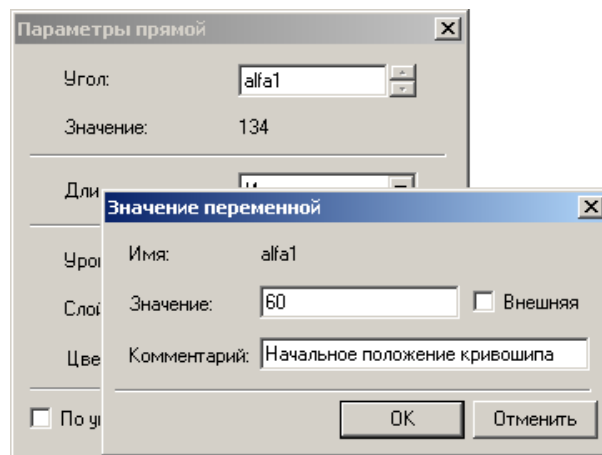 Параметры прямой
Угол: alfa1
Значение: 134
Значение переменной
Имя: alfa1
Значение: 60 Внешняя
Комментарий: Начальное положение кривошипа
OK Отменить